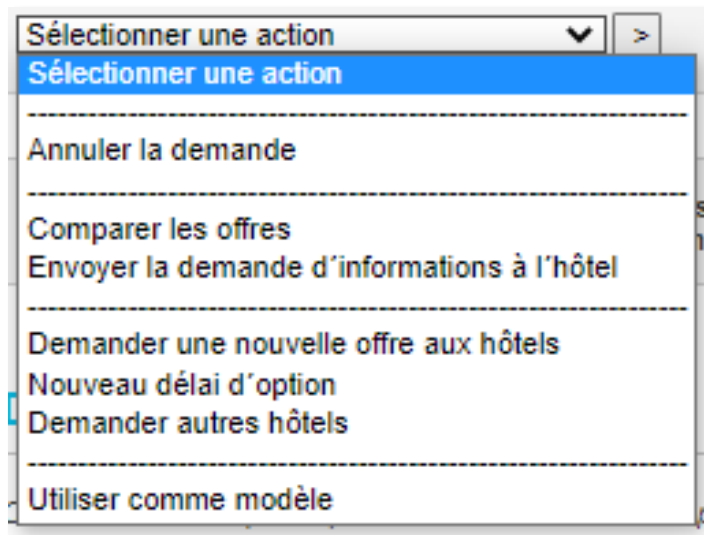 Sélectionner une action >
Sélectionner une action
--------------------------------------------------------------
Annuler la demande
--------------------------------------------------------------
Comparer les offres
Envoyer la demande d´informations à l´hôtel
--------------------------------------------------------------
Demander une nouvelle offre aux hôtels
Nouveau délai d´option
Demander autres hôtels
--------------------------------------------------------------
Utiliser comme modèle